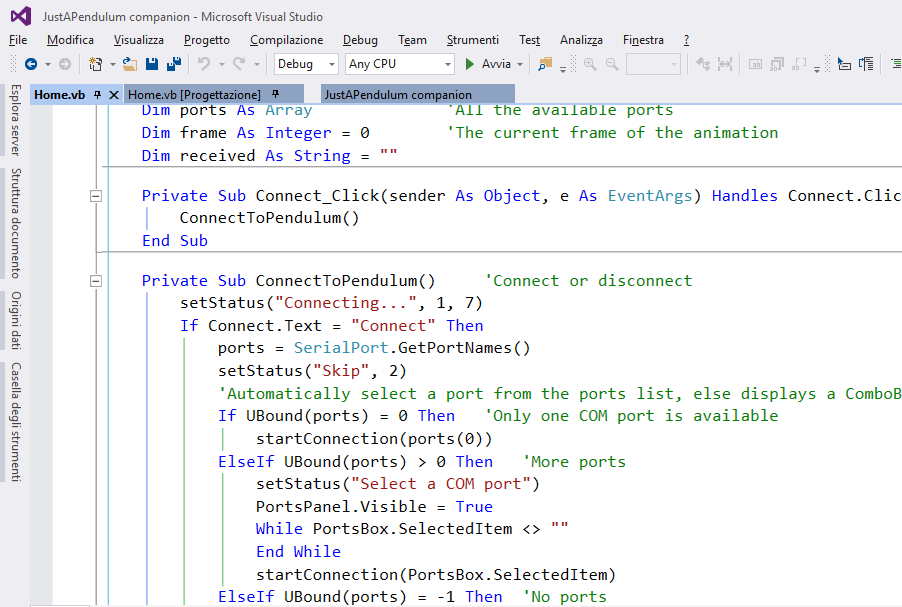 JustAPendulum companion - Microsoft Visual Studio
File Modifica Visualizza Progetto Compilazione Debug Team Strumenti Test Analizza Finestra ?
Debug Any CPU Avvia
Home.vb Home.vb [Progettazione] JustAPendulum companion
Esplora server
Struttura documento
Origini dati
Casella degli strumenti
Dim ports As Array 'All the available ports
Dim frame As Integer = 0 'The current frame of the animation
Dim received As String = ""
Private Sub Connect_Click(sender As Object, e As EventArgs) Handles Connect.Clic
ConnectToPendulum()
End Sub
Private Sub ConnectToPendulum() 'Connect or disconnect
setStatus("Connecting...", 1, 7)
If Connect.Text = "Connect" Then
ports = SerialPort.GetPortNames()
setStatus("Skip", 2)
'Automatically select a port from the ports list, else displays a ComboB
If UBound(ports) = 0 Then 'Only one COM port is available
startConnection(ports(0))
ElseIf UBound(ports) > 0 Then 'More ports
setStatus("Select a COM port")
PortsPanel.Visible = True
While PortsBox.SelectedItem <> ""
End While
startConnection(PortsBox.SelectedItem)
ElseIf UBound(ports) = -1 Then 'No ports